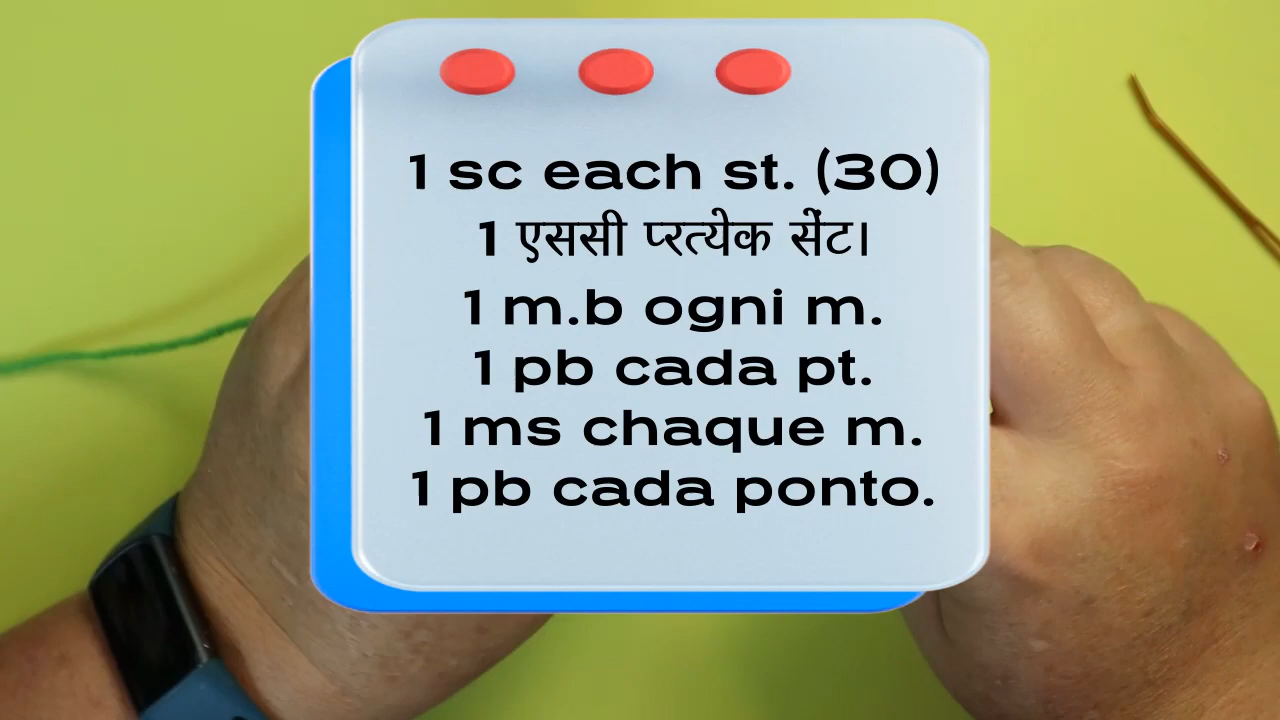 1 sc each st. (30)
1 एससी प्रत्येक सेंट।
1 m.b ogni m.
1 pb cada pt.
1 ms chaque m.
1 pb cada ponto.